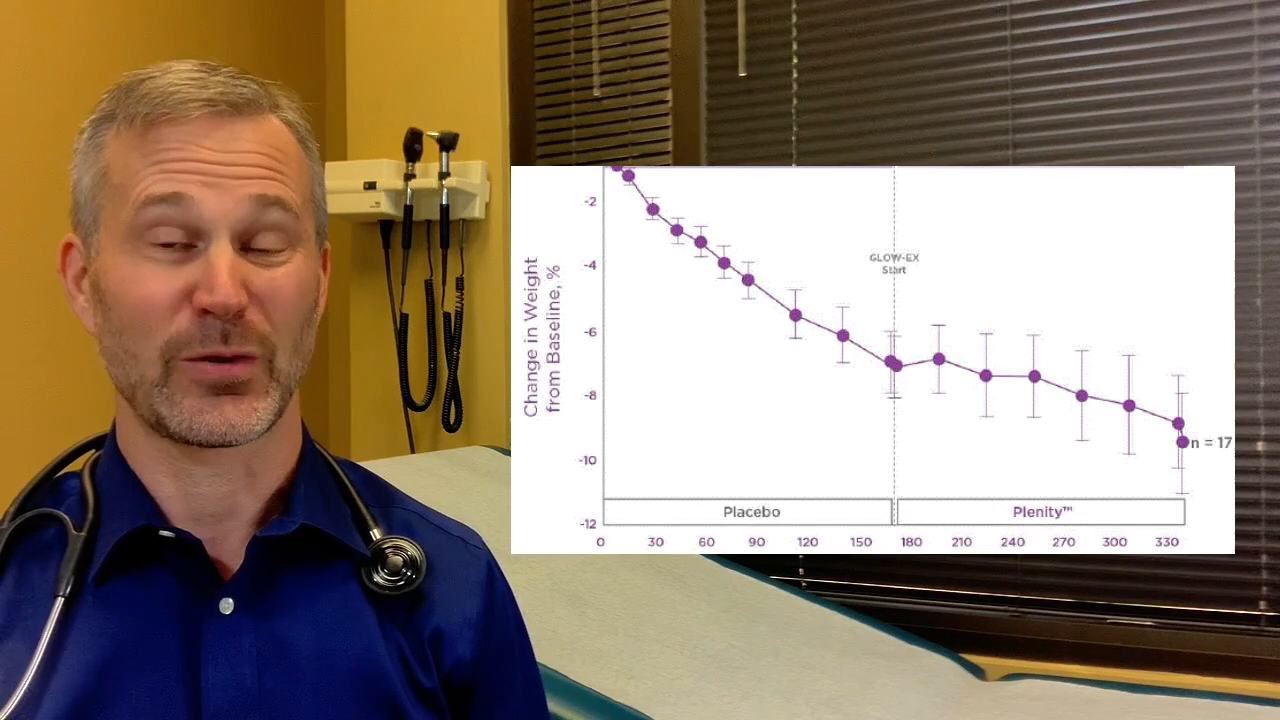 -2
-4
-6
-8
-10
-12
Change in Weight
from Baseline, %
GLOW-EX
Start
n = 17
Placebo
Plenity™
0 30 60 90 120 150 180 210 240 270 300 330